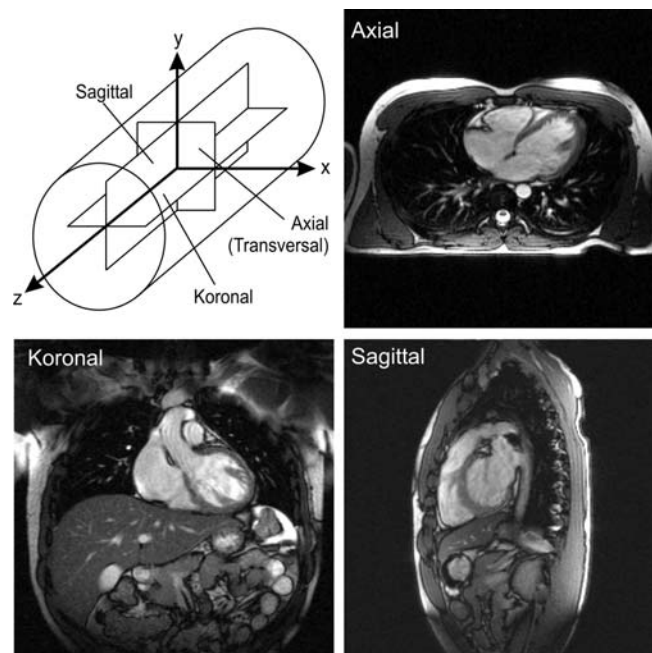 y
Sagittal
x
Axial
(Transversal)
Koronal
z
Axial
Koronal
Sagittal